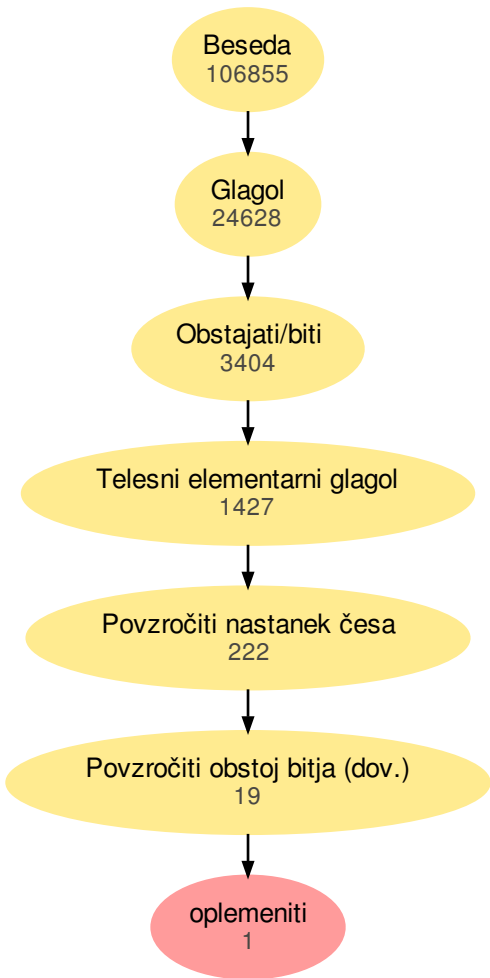 Beseda
106855
Glagol
24628
Obstajati/biti
3404
Telesni elementarni glagol
1427
Povzročiti nastanek česa
222
Povzročiti obstoj bitja (dov.)
19
oplemeniti
1